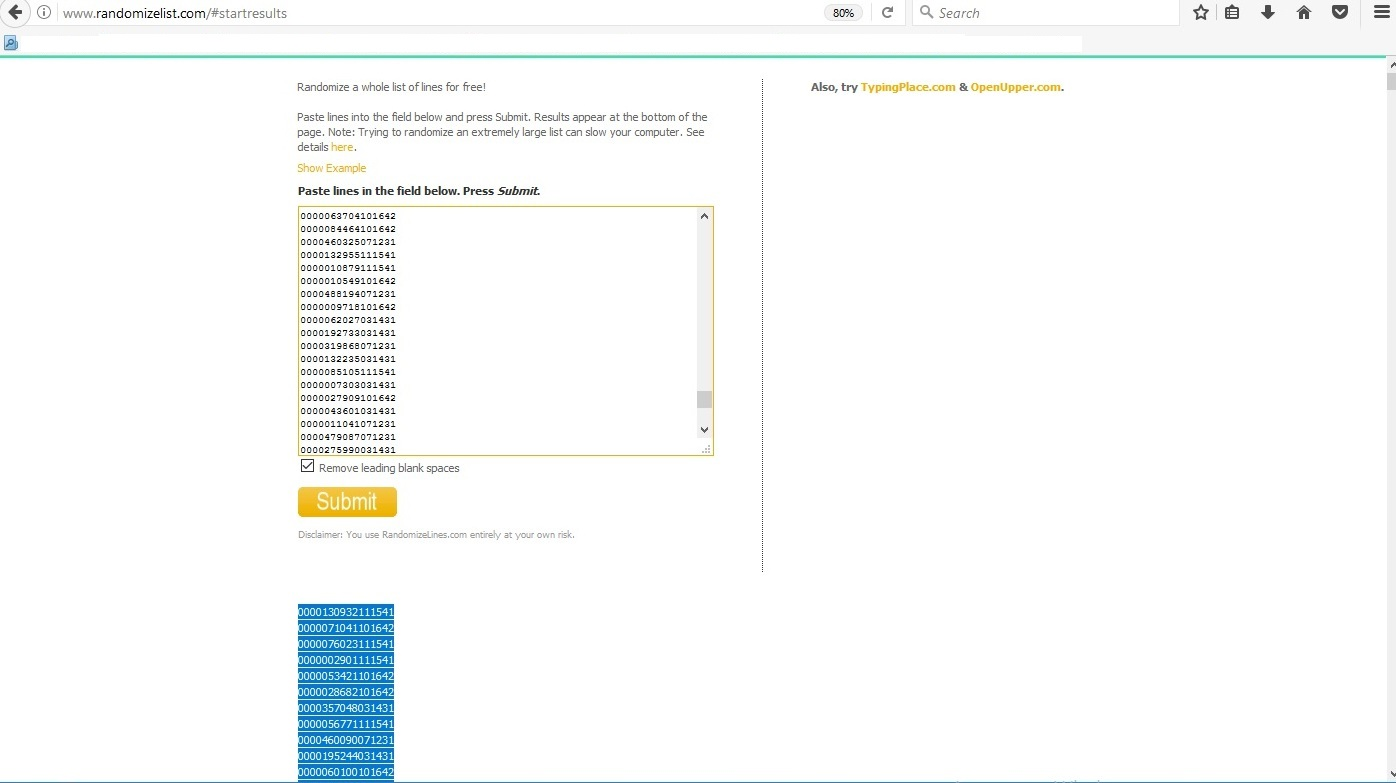 www.randomizelist.com/#startresults
80%
Search
Randomize a whole list of lines for free!
Paste lines into the field below and press Submit. Results appear at the bottom of the
page. Note: Trying to randomize an extremely large list can slow your computer. See
details here.
Show Example
Paste lines in the field below. Press Submit.
0000063704101642
0000084464101642
0000460325071231
0000132955111541
0000010879111541
0000010549101642
0000488194071231
0000009718101642
0000062027031431
0000192733031431
0000319868071231
0000132235031431
0000085105111541
0000007303031431
0000027909101642
0000043601031431
0000011041071231
0000479087071231
0000275990031431
Remove leading blank spaces
Submit
Disclaimer: You use RandomizeLines.com entirely at your own risk.
Also, try TypingPlace.com & OpenUpper.com.
0000130932111541
0000071041101642
0000076023111541
0000002901111541
0000053421101642
0000028682101642
0000357048031431
0000056771111541
0000460090071231
0000195244031431
0000060100101642